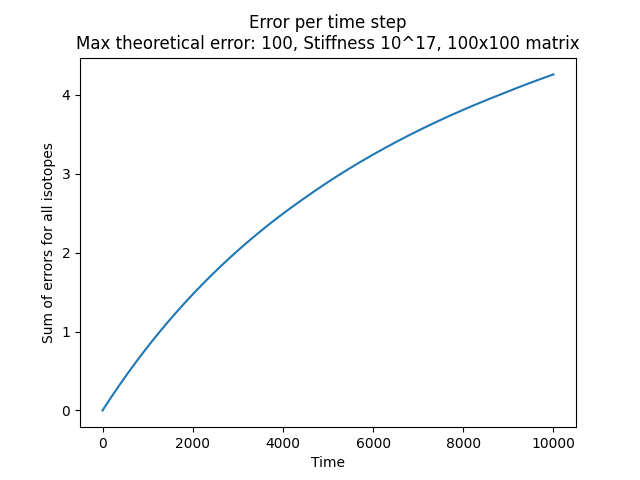 Error per time step
Max theoretical error: 100, Stiffness 10^17, 100x100 matrix
Sum of errors for all isotopes
4
3
2
1
0
0 2000 4000 6000 8000 10000
Time